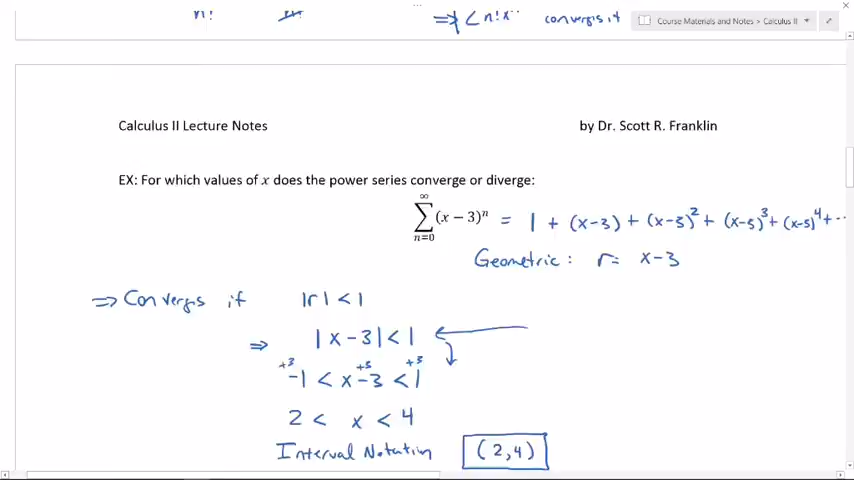 n!
⇒ < n! x converges if
Course Materials and Notes > Calculus II
Calculus II Lecture Notes by Dr. Scott R. Franklin
EX: For which values of x does the power series converge or diverge:
∞
∑ (x − 3)ⁿ = 1 + (x-3) + (x-3)² + (x-3)³ + (x-3)⁴ + ...
n=0
Geometric: r = x-3
⇒ Converges if |r| < 1
⇒ |x-3| < 1
+3 +3 +3
-1 < x-3 < 1
2 < x < 4
Interval Notation (2,4)